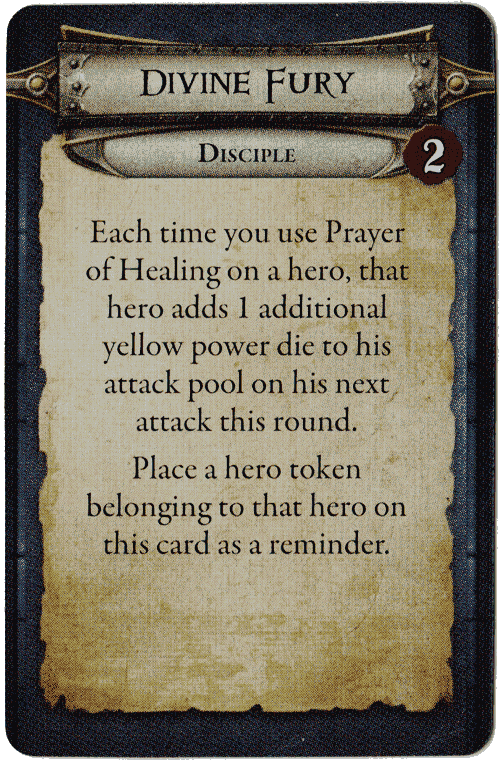 Divine Fury
Disciple
2
Each time you use Prayer
of Healing on a hero, that
hero adds 1 additional
yellow power die to his
attack pool on his next
attack this round.
Place a hero token
belonging to that hero on
this card as a reminder.